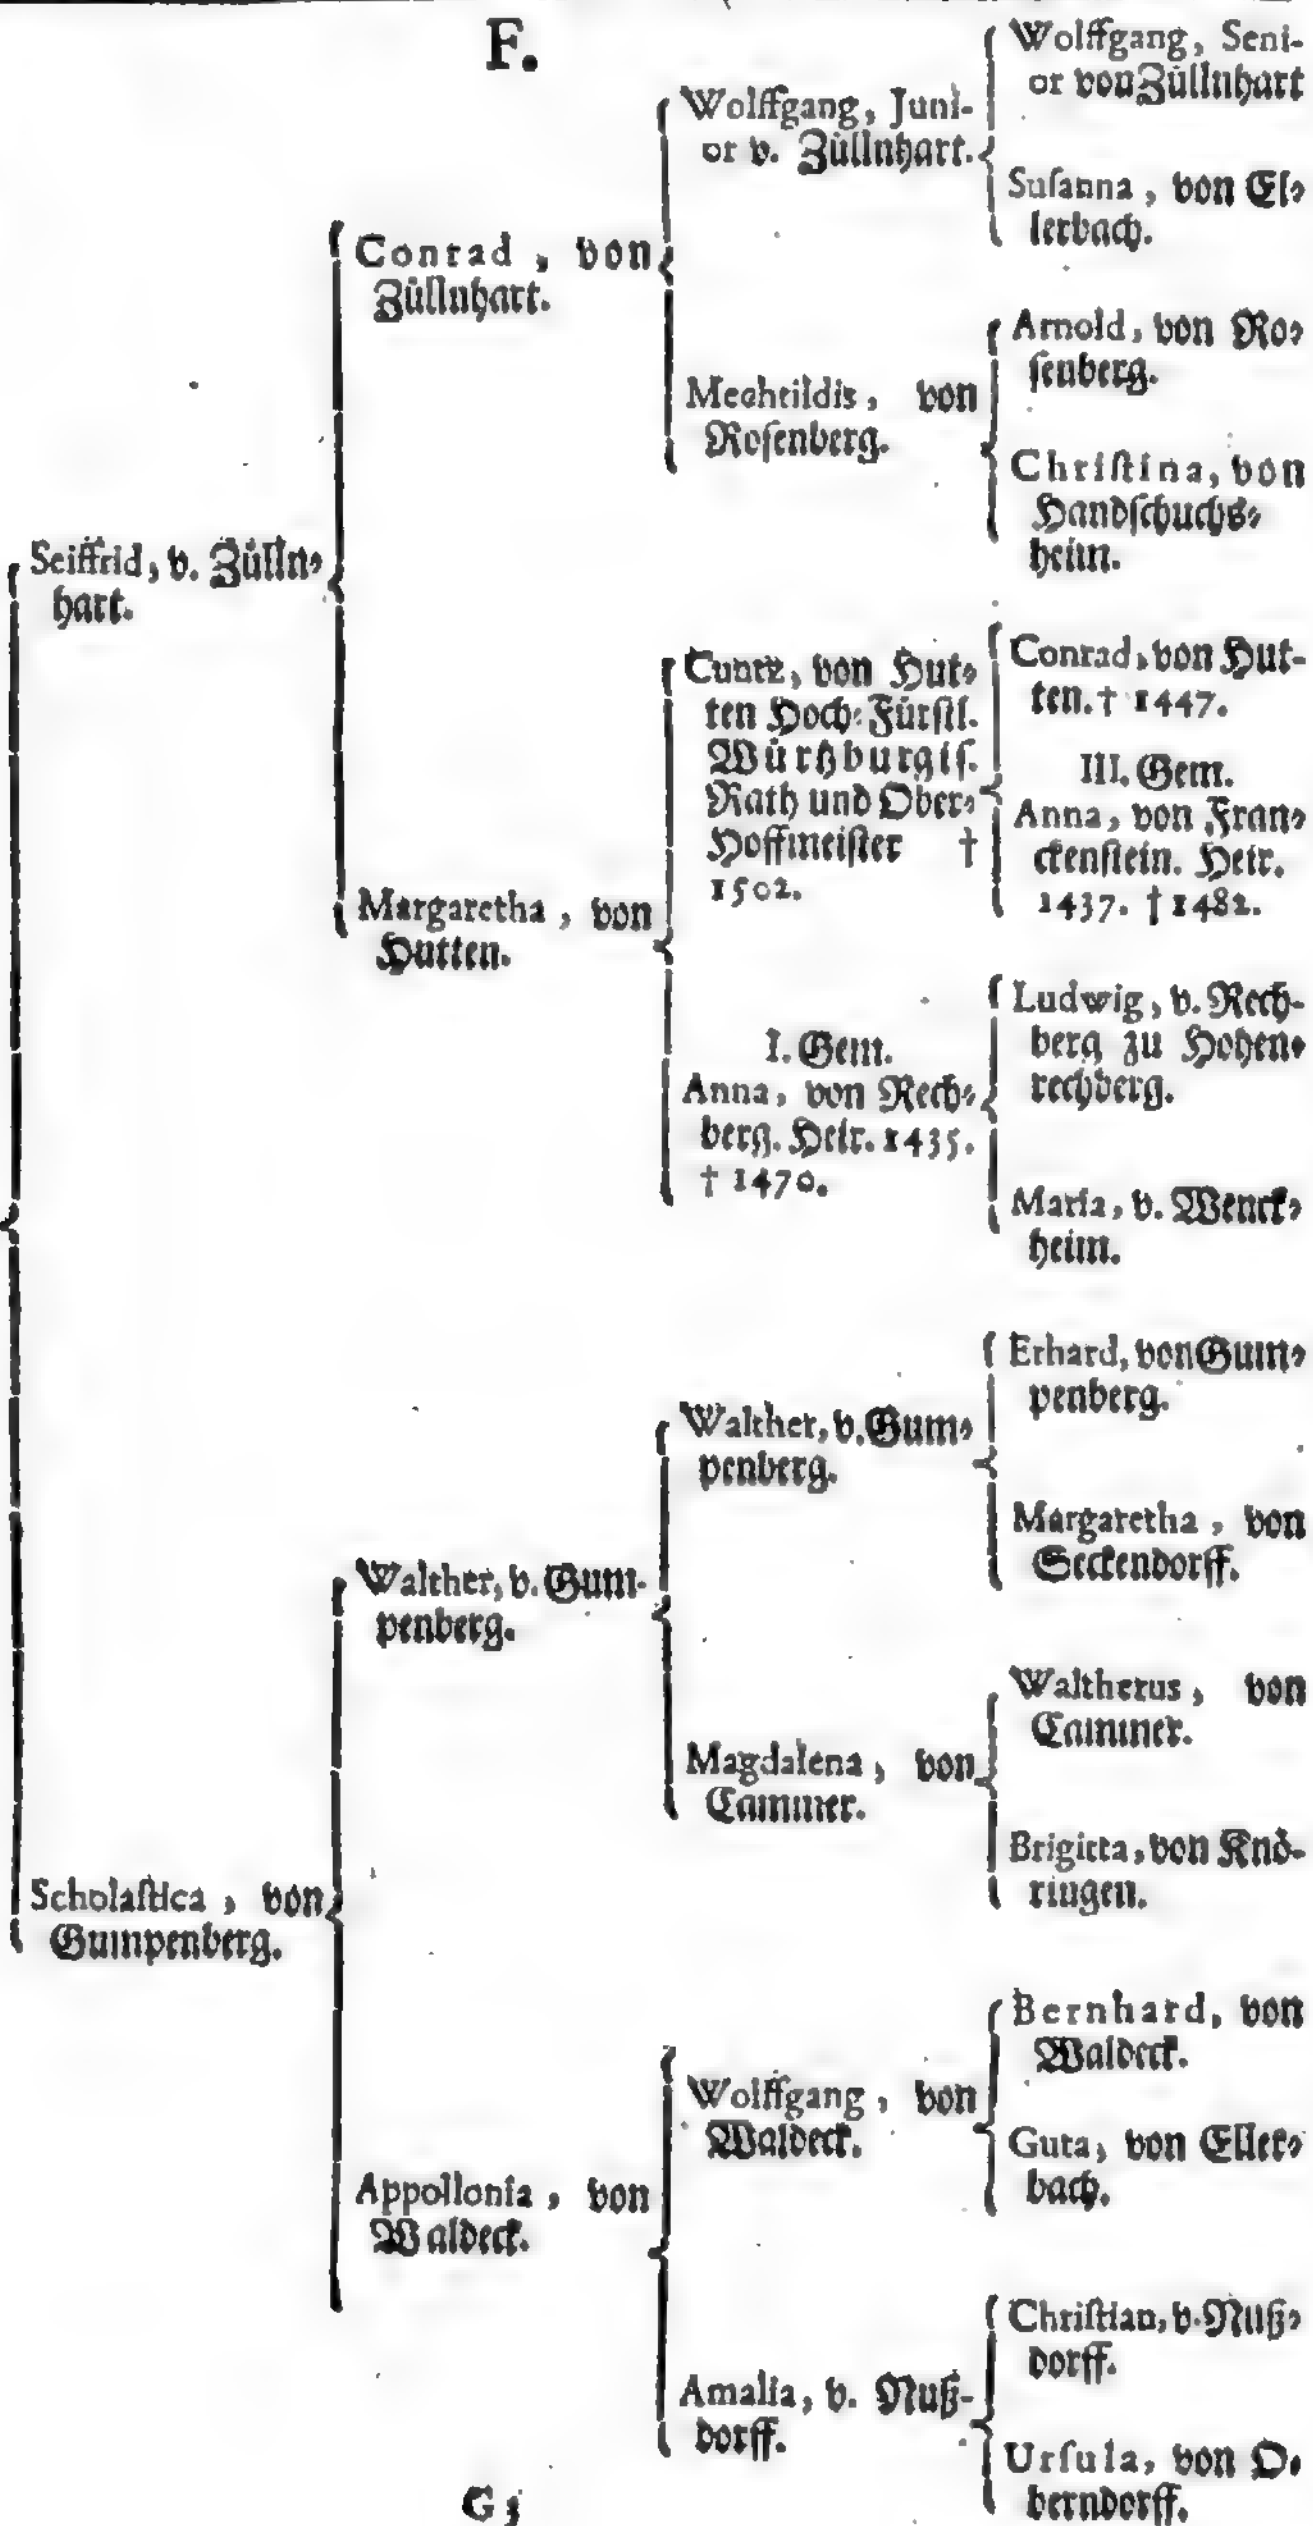 F.
Seiffrid, v. Zülln⸗
hart.
Scholastica, von
Gumpenberg.
Conrad, von
Züllnhart.
Margaretha, von
Hutten.
Walther, v. Gum-
penberg.
Appollonia, von
Waldeck.
Wolffgang, Juni-
or v. Züllnhart.
Mechtildis, von
Rosenberg.
Cuntz, von Hut⸗
ten Hoch⸗Fürstl.
Würtzburgis.
Rath und Ober⸗
Hoffmeister †
1502.
I. Gem.
Anna, von Rech⸗
berg. Heir. 1435.
† 1470.
Walther, v. Gum⸗
penberg.
Magdalena, von
Cammer.
Wolffgang, von
Waldeck.
Amalia, v. Nuß-
dorff.
Wolffgang, Seni-
or von Züllnhart
Susanna, von El⸗
lerbach.
Arnold, von Ro⸗
senberg.
Christina, von
Handschuchs⸗
heim.
Conrad, von Hut-
ten. † 1447.
III. Gem.
Anna, von Fran⸗
ckenstein. Heir.
1437. † 1482.
Ludwig, v. Rech-
berg zu Hohen⸗
rechberg.
Maria, v. Wenck⸗
heim.
Erhard, von Gum⸗
penberg.
Margaretha, von
Seckendorff.
Waltherus, von
Cammer.
Brigitta, von Knö-
ringen.
Bernhard, von
Waldeck.
Guta, von Eller⸗
bach.
Christian, v. Nuß⸗
dorff.
Ursula, von O⸗
berndorff.
G 3